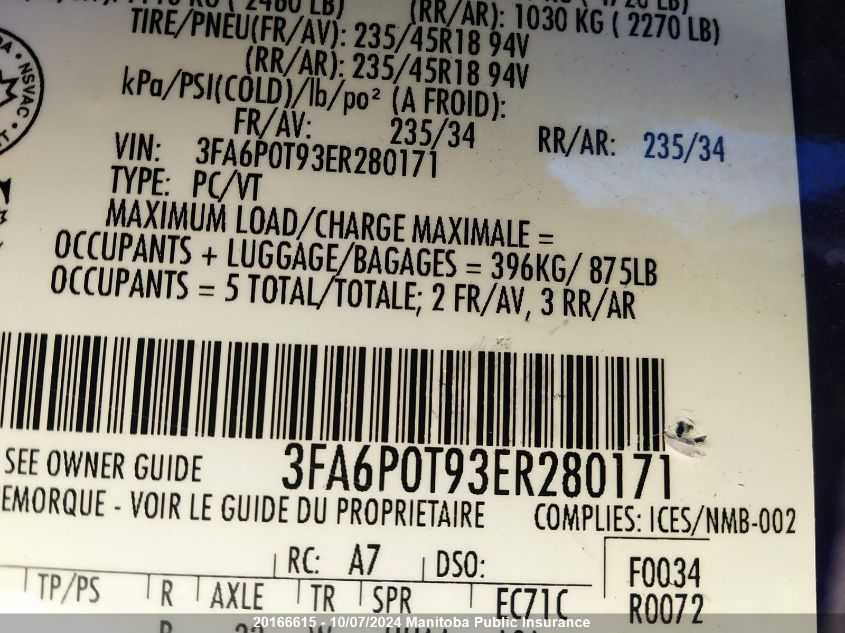 (2480 LB)
(RR/AR): 1030 KG ( 2270 LB)
TIRE/PNEU(FR/AV): 235/45R18 94V
(RR/AR): 235/45R18 94V
kPa/PSI(COLD)/lb/po² (A FROID):
FR/AV: 235/34 RR/AR: 235/34
VIN: 3FA6P0T93ER280171
TYPE: PC/VT
MAXIMUM LOAD/CHARGE MAXIMALE =
OCCUPANTS + LUGGAGE/BAGAGES = 396KG/ 875LB
OCCUPANTS = 5 TOTAL/TOTALE; 2 FR/AV, 3 RR/AR
NSVAC
SEE OWNER GUIDE 3FA6P0T93ER280171
EMORQUE - VOIR LE GUIDE DU PROPRIETAIRE COMPLIES: ICES/NMB-002
RC: A7 DSO:
F0034
TP/PS R AXLE TR SPR EC71C R0072
20166615 - 10/07/2024 Manitoba Public Insurance